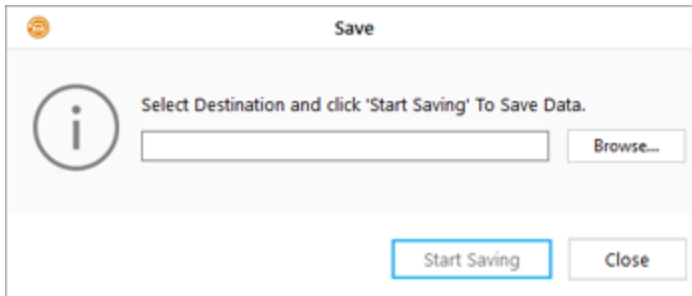 Save
Select Destination and click 'Start Saving' To Save Data.
Browse...
Start Saving
Close